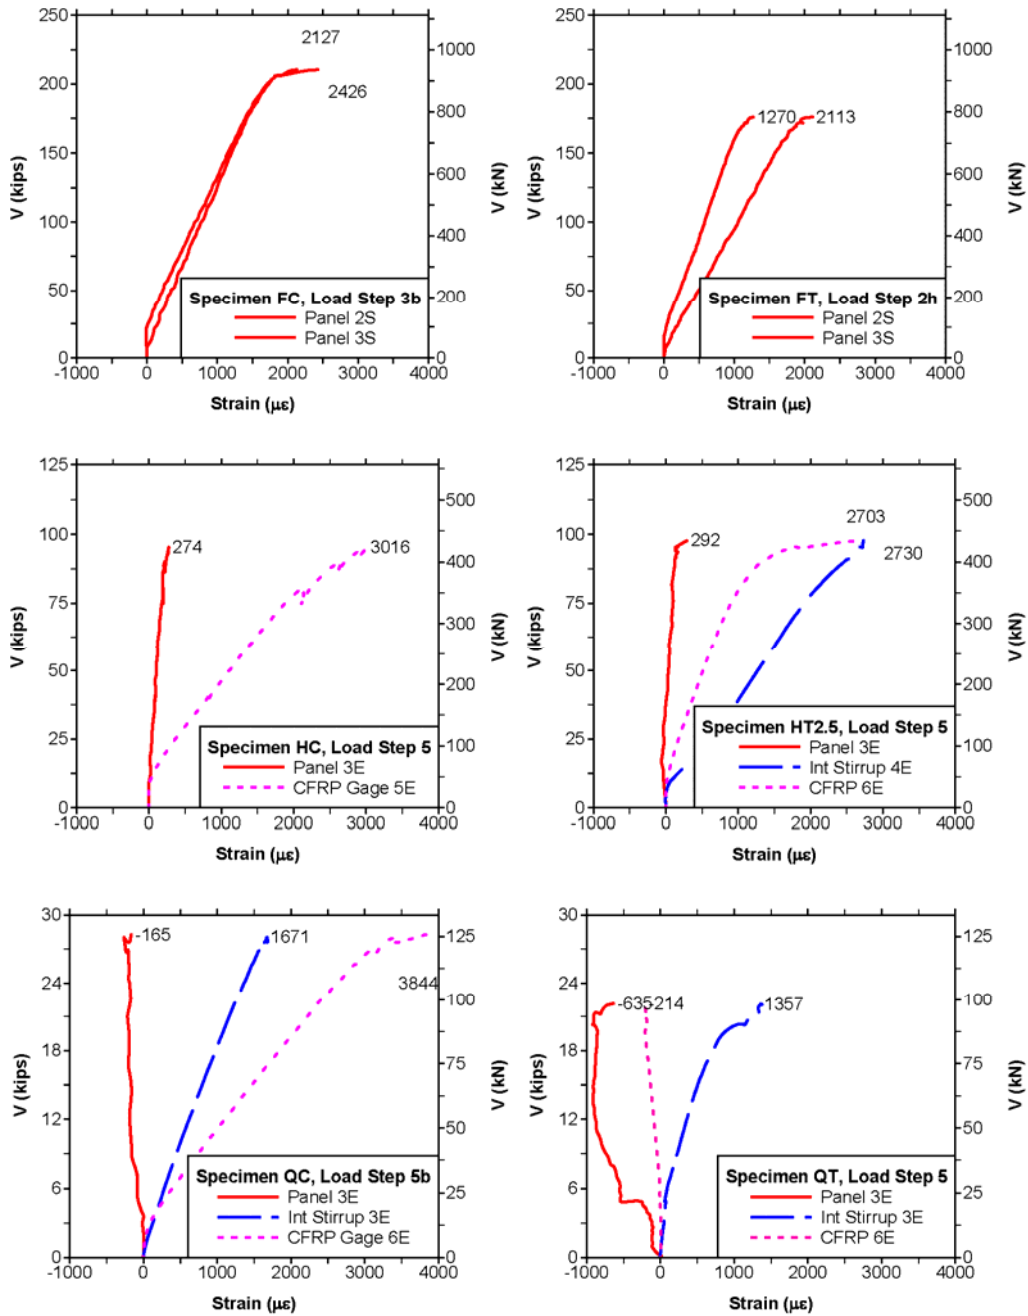 250
200
150
100
50
0
V (kips)
1000
800
600
400
200
0
V (kN)
2127
2426
Specimen FC, Load Step 3b
Panel 2S
Panel 3S
-1000 0 1000 2000 3000 4000
Strain (με)
250
200
150
100
50
0
V (kips)
1000
800
600
400
200
0
V (kN)
1270 2113
Specimen FT, Load Step 2h
Panel 2S
Panel 3S
-1000 0 1000 2000 3000 4000
Strain (με)
125
100
75
50
25
0
V (kips)
500
400
300
200
100
0
V (kN)
274
3016
Specimen HC, Load Step 5
Panel 3E
CFRP Gage 5E
-1000 0 1000 2000 3000 4000
Strain (με)
125
100
75
50
25
0
V (kips)
500
400
300
200
100
0
V (kN)
292
2703
2730
Specimen HT2.5, Load Step 5
Panel 3E
Int Stirrup 4E
CFRP 6E
-1000 0 1000 2000 3000 4000
Strain (με)
30
24
18
12
6
0
V (kips)
125
100
75
50
25
0
V (kN)
-165 1671
3844
Specimen QC, Load Step 5b
Panel 3E
Int Stirrup 3E
CFRP Gage 6E
-1000 0 1000 2000 3000 4000
Strain (με)
30
24
18
12
6
0
V (kips)
125
100
75
50
25
0
V (kN)
-635 -214 1357
Specimen QT, Load Step 5
Panel 3E
Int Stirrup 3E
CFRP 6E
-1000 0 1000 2000 3000 4000
Strain (με)